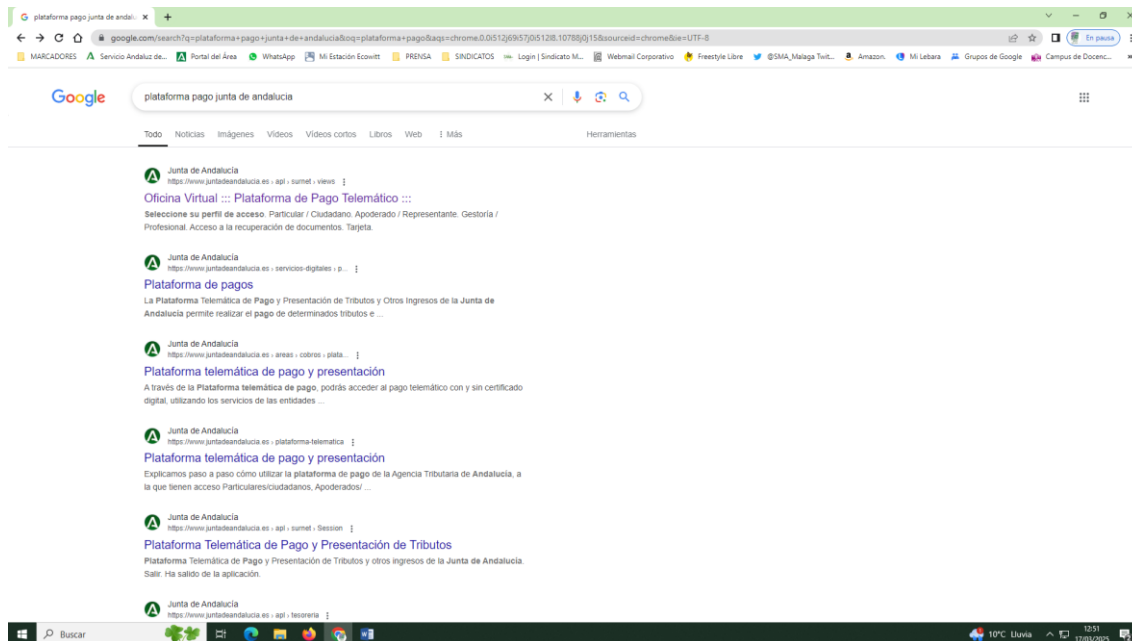 plataforma pago junta de andalu
google.com/search?q=plataforma+pago+junta+de+andalucia&oq=plataforma+pago&aqs=chrome.0.0i512j69i57j0i512l8.10788j0j15&sourceid=chrome&ie=UTF-8
En pausa
MARCADORES Servicio Andaluz de... Portal del Área WhatsApp Mi Estación Ecowitt PRENSA SINDICATOS Login | Sindicato M... Webmail Corporativo Freestyle Libre @SMA_Malaga Twit... Amazon. Mi Lebara Grupos de Google Campus de Docenc...
Google
plataforma pago junta de andalucia
Todo Noticias Imágenes Vídeos Vídeos cortos Libros Web Más Herramientas
Junta de Andalucía
https://www.juntadeandalucia.es › apl › surnet › views
Oficina Virtual ::: Plataforma de Pago Telemático :::
Seleccione su perfil de acceso. Particular / Ciudadano. Apoderado / Representante. Gestoría /
Profesional. Acceso a la recuperación de documentos. Tarjeta.
Junta de Andalucía
https://www.juntadeandalucia.es › servicios-digitales › p...
Plataforma de pagos
La Plataforma Telemática de Pago y Presentación de Tributos y Otros Ingresos de la Junta de
Andalucía permite realizar el pago de determinados tributos e ...
Junta de Andalucía
https://www.juntadeandalucia.es › areas › cobros › plata...
Plataforma telemática de pago y presentación
A través de la Plataforma telemática de pago, podrás acceder al pago telemático con y sin certificado
digital, utilizando los servicios de las entidades ...
Junta de Andalucía
https://www.juntadeandalucia.es › plataforma-telematica
Plataforma telemática de pago y presentación
Explicamos paso a paso cómo utilizar la plataforma de pago de la Agencia Tributaria de Andalucía, a
la que tienen acceso Particulares/ciudadanos, Apoderados/ ...
Junta de Andalucía
https://www.juntadeandalucia.es › apl › surnet › Session
Plataforma Telemática de Pago y Presentación de Tributos
Plataforma Telemática de Pago y Presentación de Tributos y otros ingresos de la Junta de Andalucía.
Salir. Ha salido de la aplicación.
Junta de Andalucía
https://www.juntadeandalucia.es › apl › tesoreria
Buscar
10°C Lluvia
12:51
17/03/2025